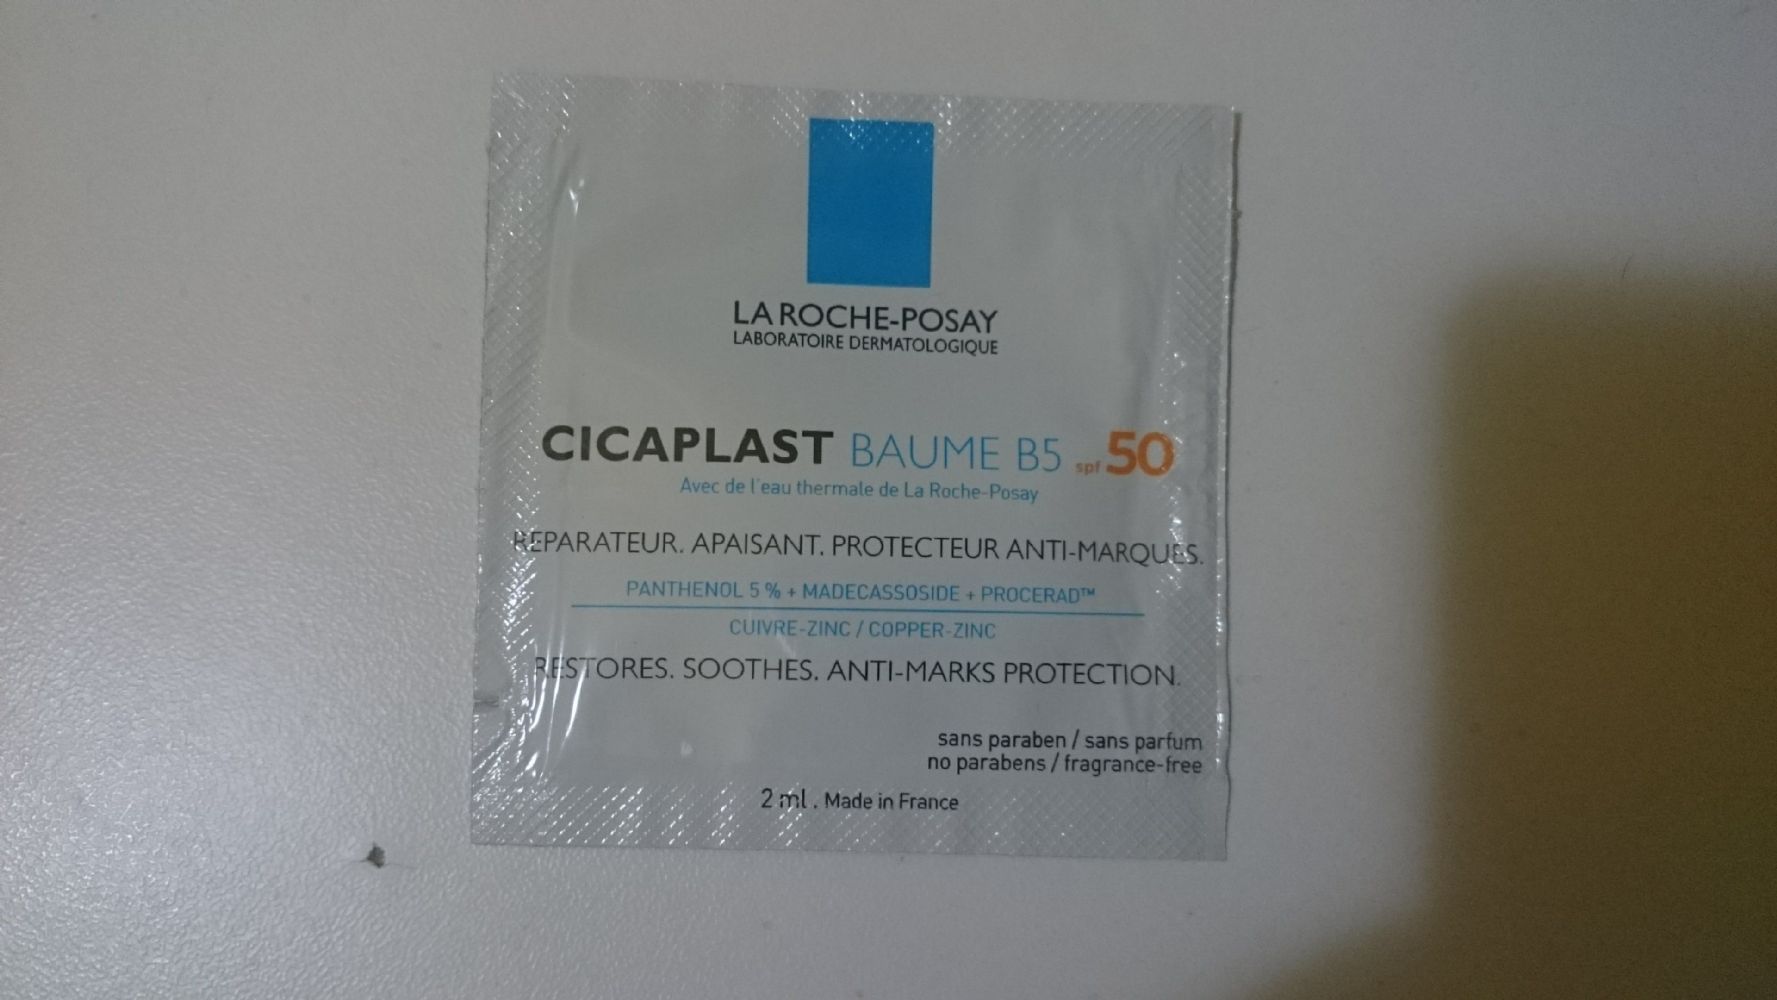 LA ROCHE-POSAY
LABORATOIRE DERMATOLOGIQUE
CICAPLAST BAUME B5 spf 50
Avec de l'eau thermale de La Roche-Posay
REPARATEUR. APAISANT. PROTECTEUR ANTI-MARQUES.
PANTHENOL 5 % + MADECASSOSIDE + PROCERAD™
CUIVRE-ZINC / COPPER-ZINC
RESTORES. SOOTHES. ANTI-MARKS PROTECTION.
sans paraben / sans parfum
no parabens / fragrance-free
2 ml . Made in France